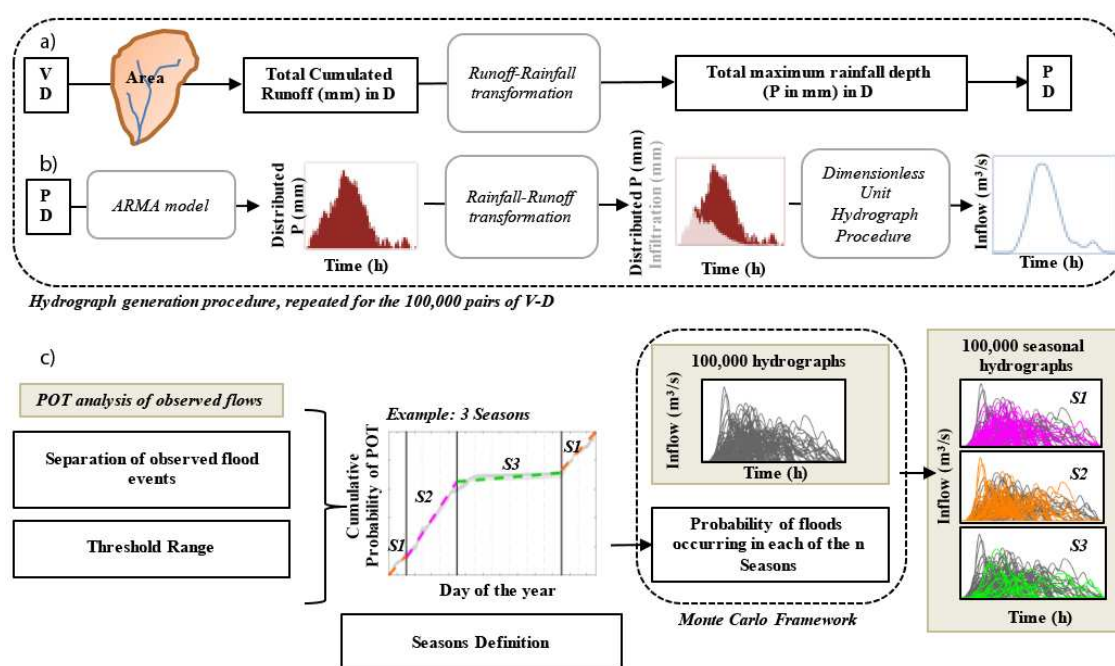 a)
V
D
Area
Total Cumulated
Runoff (mm) in D
Runoff-Rainfall
transformation
Total maximum rainfall depth
(P in mm) in D
P
D
b)
P
D
ARMA model
Distributed
P (mm)
Time (h)
Rainfall-Runoff
transformation
Distributed P (mm)
Infiltration (mm)
Time (h)
Dimensionless
Unit
Hydrograph
Procedure
Inflow (m³/s)
Time (h)
Hydrograph generation procedure, repeated for the 100,000 pairs of V-D
c)
POT analysis of observed flows
Separation of observed flood
events
Threshold Range
Example: 3 Seasons
Cumulative
Probability of POT
S1
S2
S3
S1
Day of the year
Seasons Definition
100,000 hydrographs
Inflow (m³/s)
Time (h)
Probability of floods
occurring in each of the n
Seasons
Monte Carlo Framework
100,000 seasonal
hydrographs
Inflow (m³/s)
S1
S2
S3
Time (h)